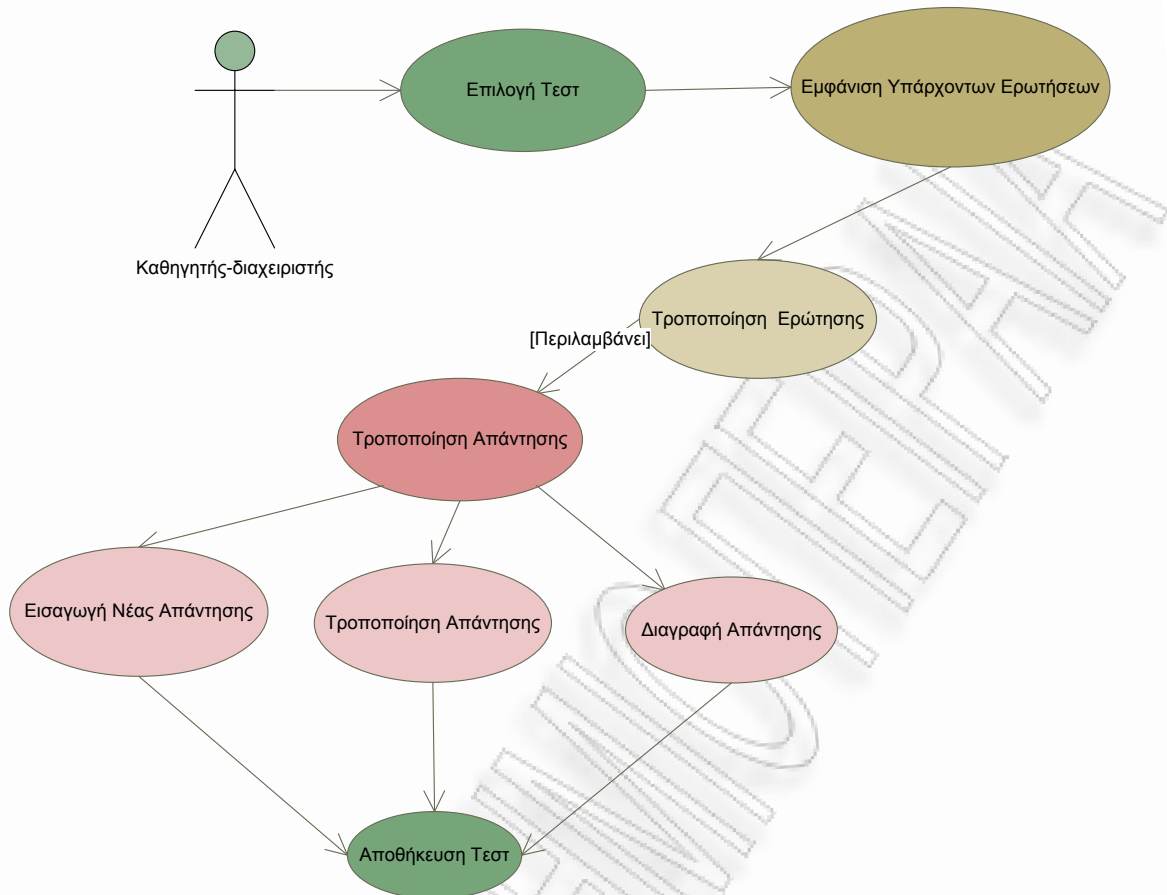 Επιλογή Τεστ
Εμφάνιση Υπάρχοντων Ερωτήσεων
Καθηγητής-διαχειριστής
Τροποποίηση Ερώτησης
[Περιλαμβάνει]
Τροποποίηση Απάντησης
Εισαγωγή Νέας Απάντησης
Τροποποίηση Απάντησης
Διαγραφή Απάντησης
Αποθήκευση Τεστ